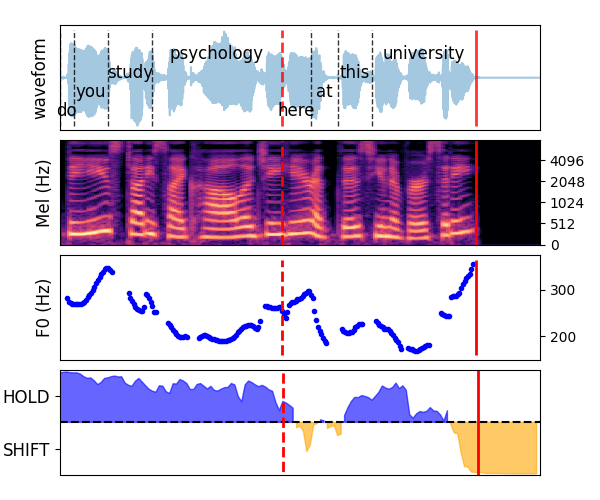 waveform
do you study psychology here at this university
Mel (Hz)
4096
2048
1024
512
0
F0 (Hz)
300
200
HOLD
SHIFT